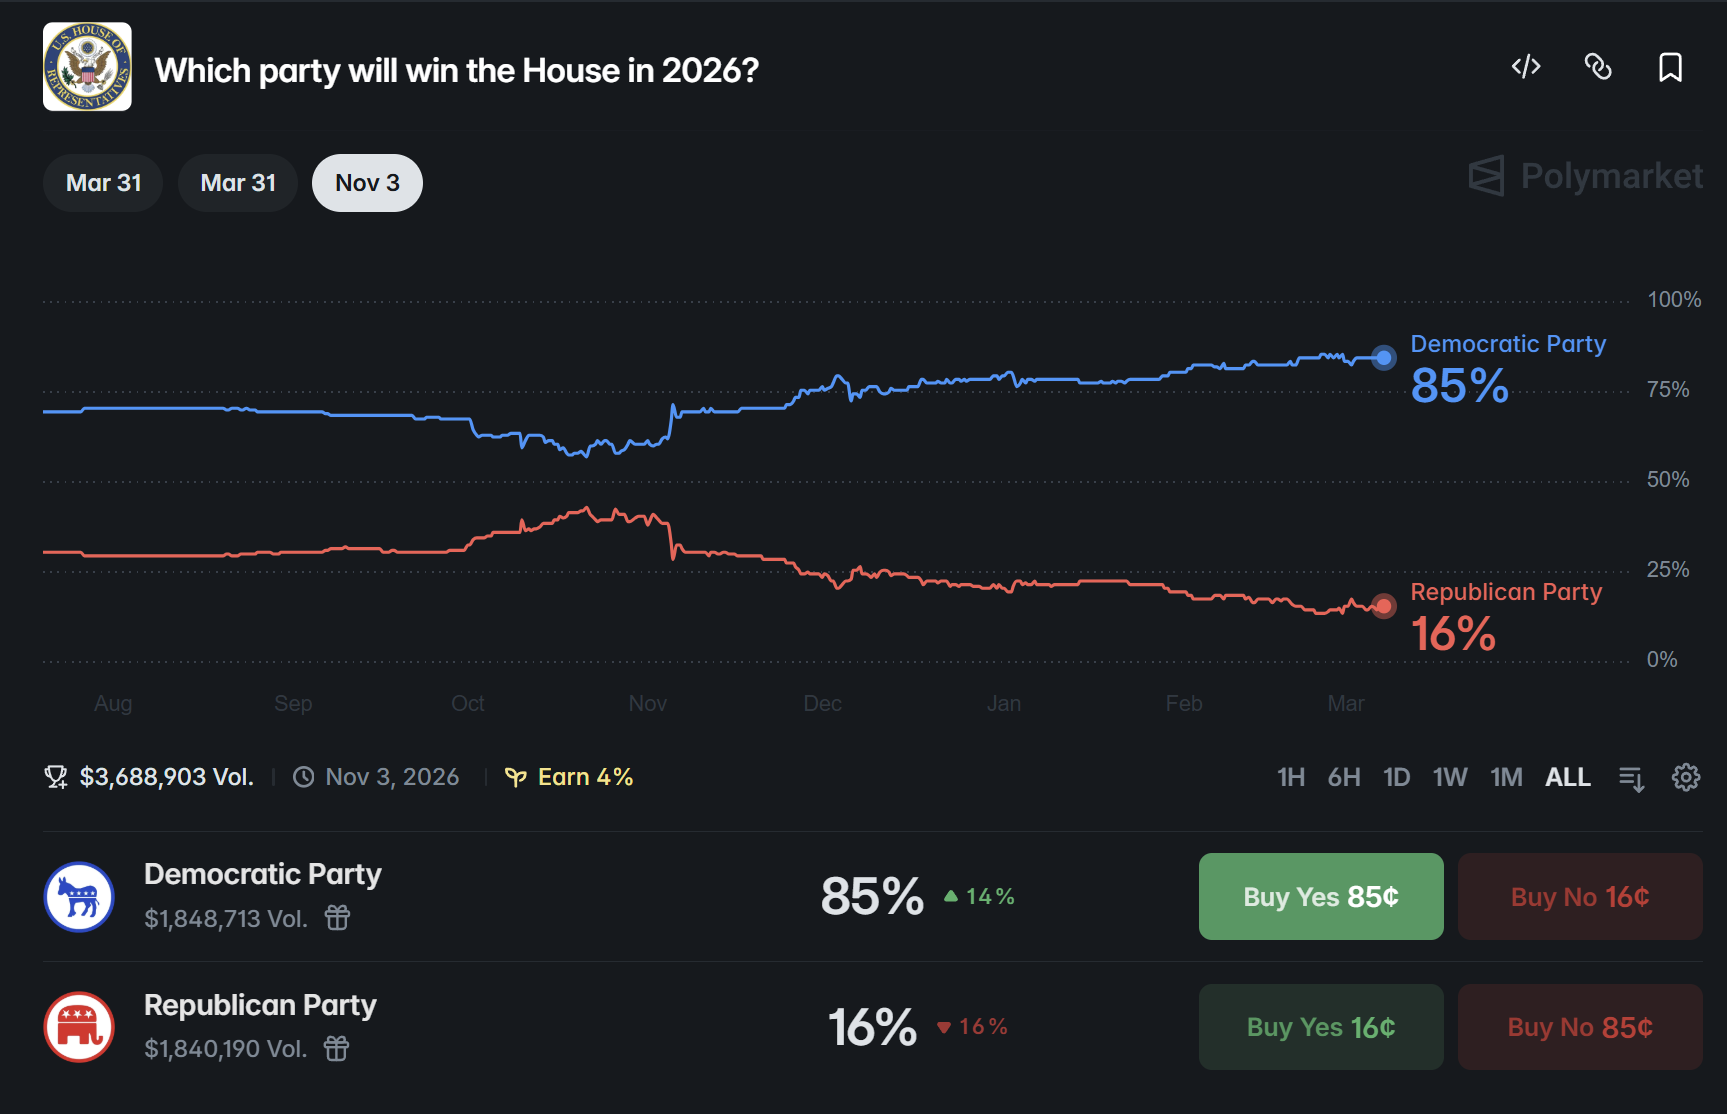 U.S. HOUSE OF
REPRESENTATIVES
Which party will win the House in 2026?
Mar 31
Mar 31
Nov 3
Polymarket
100%
Democratic Party
85%
75%
50%
25%
Republican Party
16%
0%
Aug Sep Oct Nov Dec Jan Feb Mar
$3,688,903 Vol. | Nov 3, 2026 | Earn 4%
1H 6H 1D 1W 1M ALL
Democratic Party
$1,848,713 Vol.
85% ▲ 14%
Buy Yes 85¢
Buy No 16¢
Republican Party
$1,840,190 Vol.
16% ▼ 16%
Buy Yes 16¢
Buy No 85¢